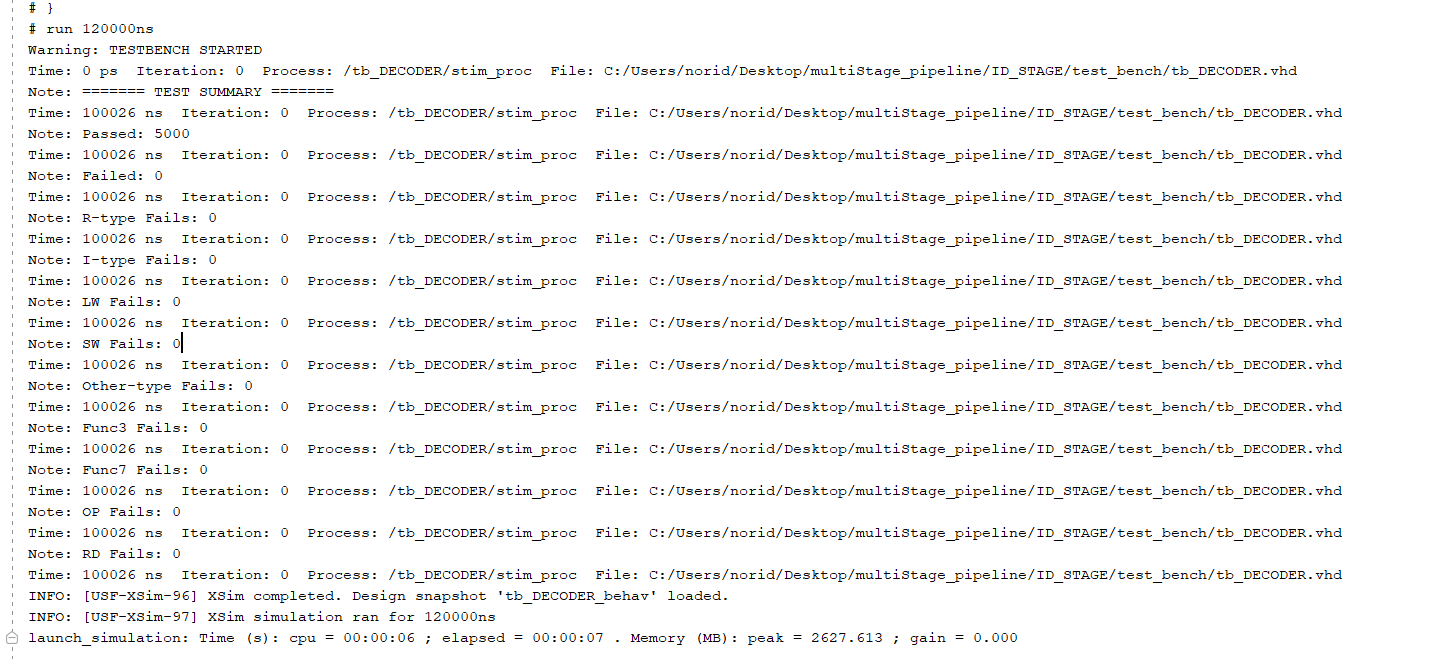 # }
# run 120000ns
Warning: TESTBENCH STARTED
Time: 0 ps  Iteration: 0  Process: /tb_DECODER/stim_proc  File: C:/Users/norid/Desktop/multiStage_pipeline/ID_STAGE/test_bench/tb_DECODER.vhd
Note: ======= TEST SUMMARY =======
Time: 100026 ns  Iteration: 0  Process: /tb_DECODER/stim_proc  File: C:/Users/norid/Desktop/multiStage_pipeline/ID_STAGE/test_bench/tb_DECODER.vhd
Note: Passed: 5000
Time: 100026 ns  Iteration: 0  Process: /tb_DECODER/stim_proc  File: C:/Users/norid/Desktop/multiStage_pipeline/ID_STAGE/test_bench/tb_DECODER.vhd
Note: Failed: 0
Time: 100026 ns  Iteration: 0  Process: /tb_DECODER/stim_proc  File: C:/Users/norid/Desktop/multiStage_pipeline/ID_STAGE/test_bench/tb_DECODER.vhd
Note: R-type Fails: 0
Time: 100026 ns  Iteration: 0  Process: /tb_DECODER/stim_proc  File: C:/Users/norid/Desktop/multiStage_pipeline/ID_STAGE/test_bench/tb_DECODER.vhd
Note: I-type Fails: 0
Time: 100026 ns  Iteration: 0  Process: /tb_DECODER/stim_proc  File: C:/Users/norid/Desktop/multiStage_pipeline/ID_STAGE/test_bench/tb_DECODER.vhd
Note: LW Fails: 0
Time: 100026 ns  Iteration: 0  Process: /tb_DECODER/stim_proc  File: C:/Users/norid/Desktop/multiStage_pipeline/ID_STAGE/test_bench/tb_DECODER.vhd
Note: SW Fails: 0
Time: 100026 ns  Iteration: 0  Process: /tb_DECODER/stim_proc  File: C:/Users/norid/Desktop/multiStage_pipeline/ID_STAGE/test_bench/tb_DECODER.vhd
Note: Other-type Fails: 0
Time: 100026 ns  Iteration: 0  Process: /tb_DECODER/stim_proc  File: C:/Users/norid/Desktop/multiStage_pipeline/ID_STAGE/test_bench/tb_DECODER.vhd
Note: Func3 Fails: 0
Time: 100026 ns  Iteration: 0  Process: /tb_DECODER/stim_proc  File: C:/Users/norid/Desktop/multiStage_pipeline/ID_STAGE/test_bench/tb_DECODER.vhd
Note: Func7 Fails: 0
Time: 100026 ns  Iteration: 0  Process: /tb_DECODER/stim_proc  File: C:/Users/norid/Desktop/multiStage_pipeline/ID_STAGE/test_bench/tb_DECODER.vhd
Note: OP Fails: 0
Time: 100026 ns  Iteration: 0  Process: /tb_DECODER/stim_proc  File: C:/Users/norid/Desktop/multiStage_pipeline/ID_STAGE/test_bench/tb_DECODER.vhd
Note: RD Fails: 0
Time: 100026 ns  Iteration: 0  Process: /tb_DECODER/stim_proc  File: C:/Users/norid/Desktop/multiStage_pipeline/ID_STAGE/test_bench/tb_DECODER.vhd
INFO: [USF-XSim-96] XSim completed. Design snapshot 'tb_DECODER_behav' loaded.
INFO: [USF-XSim-97] XSim simulation ran for 120000ns
launch_simulation: Time (s): cpu = 00:00:06 ; elapsed = 00:00:07 . Memory (MB): peak = 2627.613 ; gain = 0.000